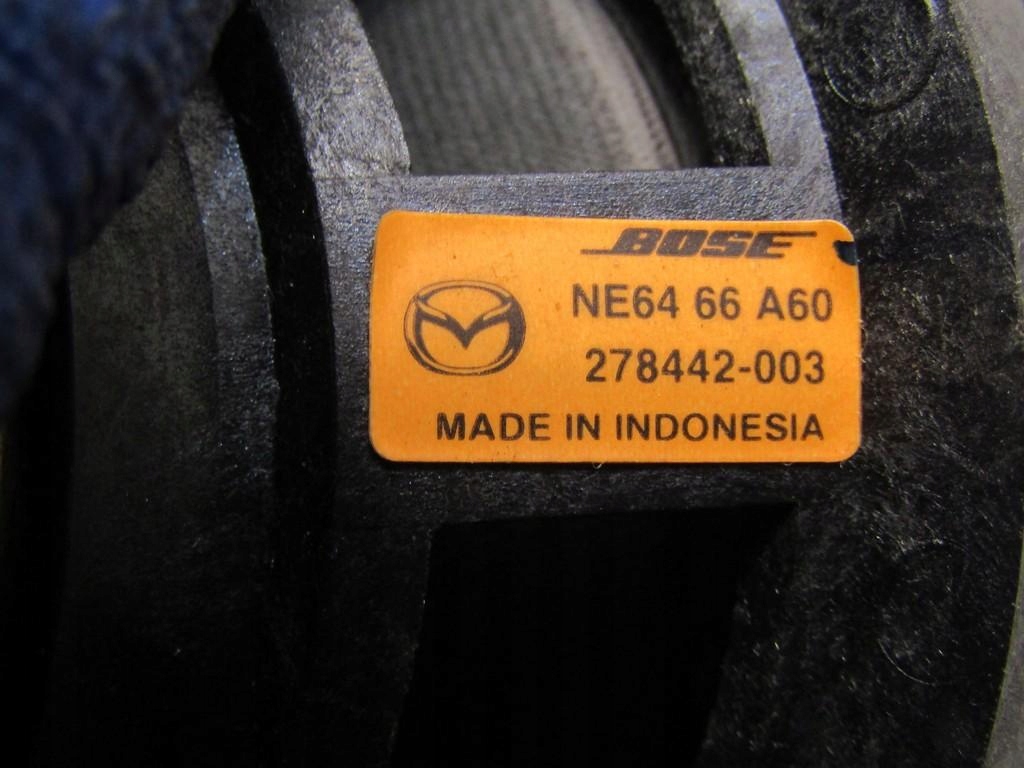 BOSE
NE64 66 A60
278442-003
MADE IN INDONESIA